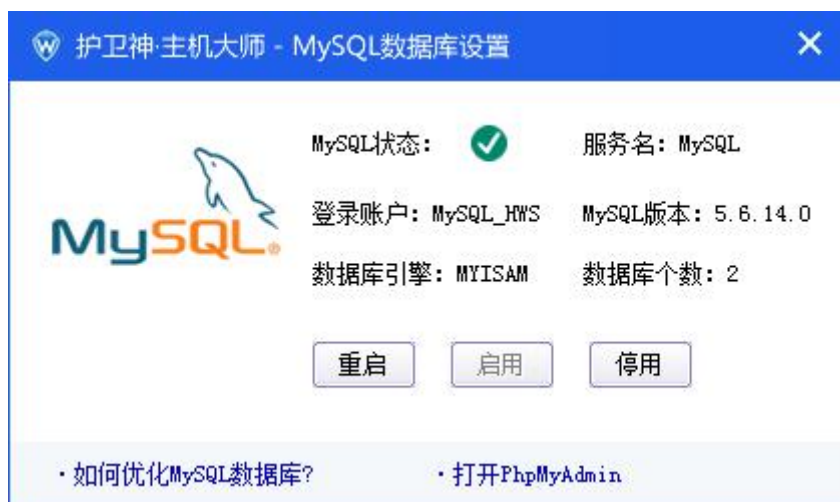 护卫神·主机大师 - MySQL数据库设置
MySQL状态: 服务名: MySQL
MySQL®
登录账户: MySQL_HWS MySQL版本: 5.6.14.0
数据库引擎: MYISAM 数据库个数: 2
重启 启用 停用
·如何优化MySQL数据库? ·打开PhpMyAdmin